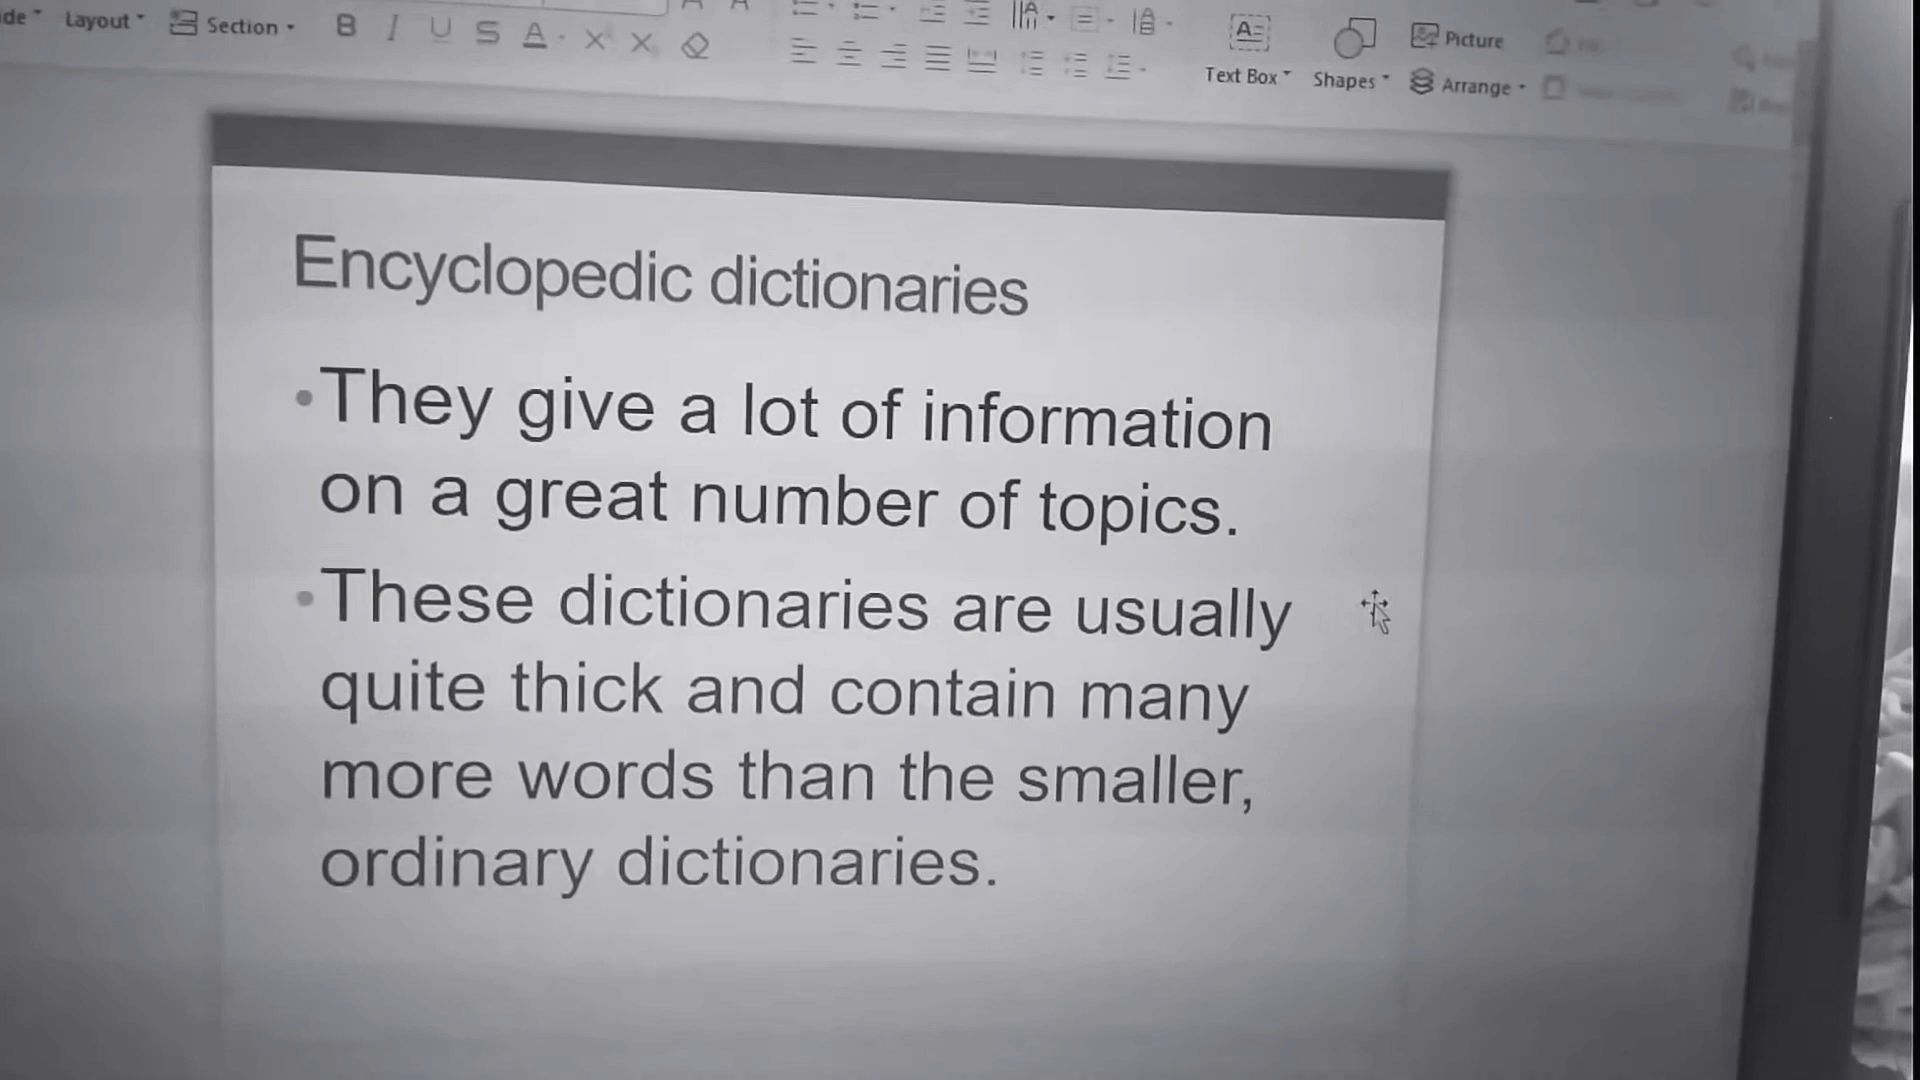 Layout
Section
B I U S A X X
Picture
Text Box
Shapes
Arrange
Encyclopedic dictionaries
•They give a lot of information
on a great number of topics.
•These dictionaries are usually
quite thick and contain many
more words than the smaller,
ordinary dictionaries.